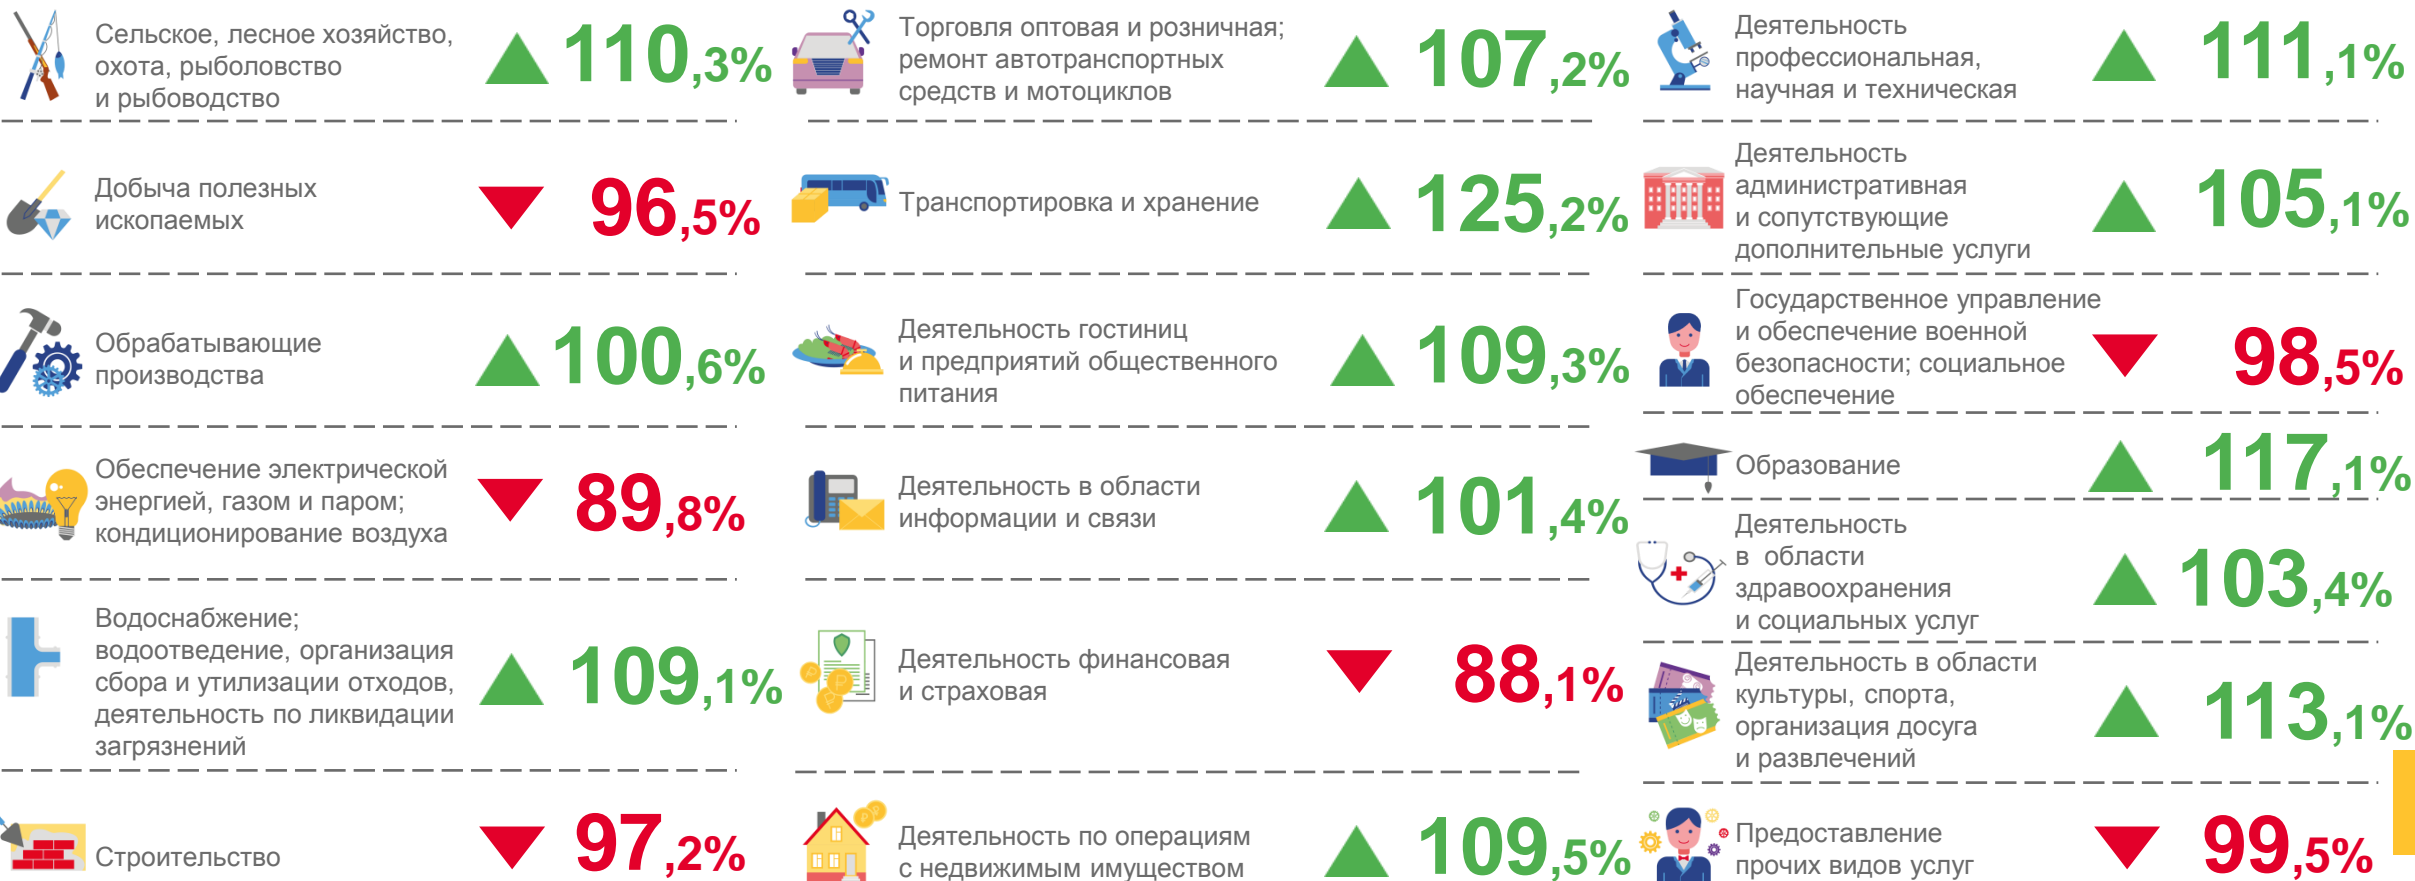 Сельское, лесное хозяйство,
охота, рыболовство
и рыбоводство
110,3%
Добыча полезных
ископаемых
96,5%
Обрабатывающие
производства
100,6%
Обеспечение электрической
энергией, газом и паром;
кондиционирование воздуха
89,8%
Водоснабжение;
водоотведение, организация
сбора и утилизации отходов,
деятельность по ликвидации
загрязнений
109,1%
Строительство
97,2%
Торговля оптовая и розничная;
ремонт автотранспортных
средств и мотоциклов
107,2%
Транспортировка и хранение
125,2%
Деятельность гостиниц
и предприятий общественного
питания
109,3%
Деятельность в области
информации и связи
101,4%
Деятельность финансовая
и страховая
88,1%
Деятельность по операциям
с недвижимым имуществом
109,5%
Деятельность
профессиональная,
научная и техническая
111,1%
Деятельность
административная
и сопутствующие
дополнительные услуги
105,1%
Государственное управление
и обеспечение военной
безопасности; социальное
обеспечение
98,5%
Образование
117,1%
Деятельность
в области
здравоохранения
и социальных услуг
103,4%
Деятельность в области
культуры, спорта,
организация досуга
и развлечений
113,1%
Предоставление
прочих видов услуг
99,5%